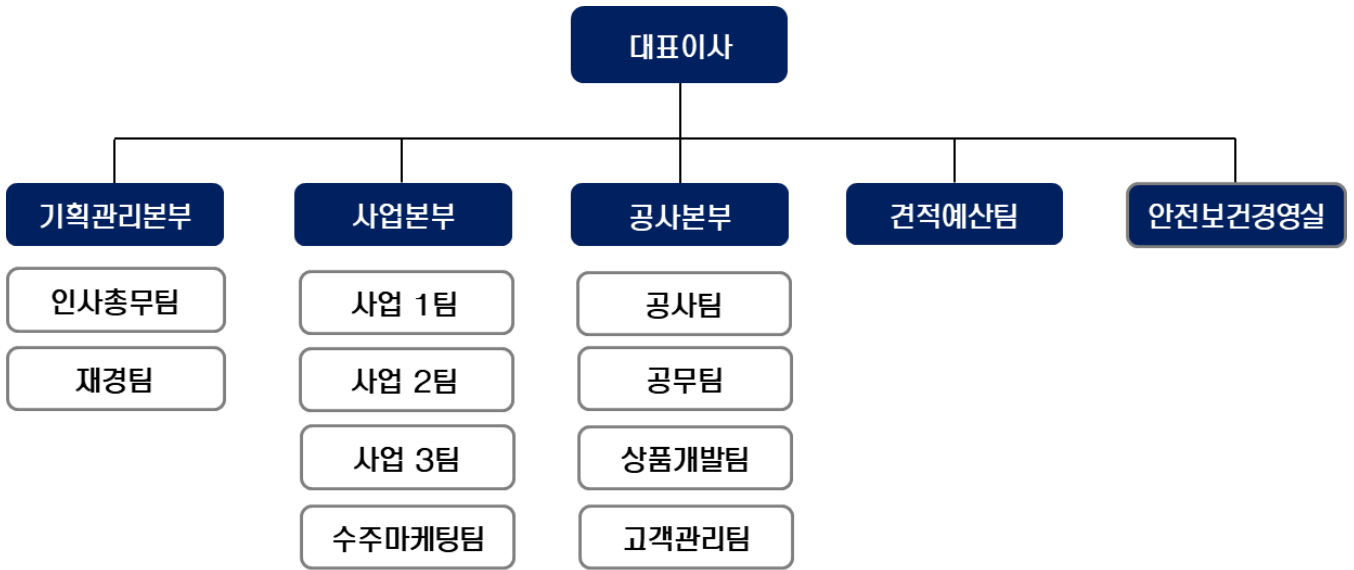 대표이사
기획관리본부
사업본부
공사본부
견적예산팀
안전보건경영실
인사총무팀
사업 1팀
공사팀
재경팀
사업 2팀
공무팀
사업 3팀
상품개발팀
수주마케팅팀
고객관리팀